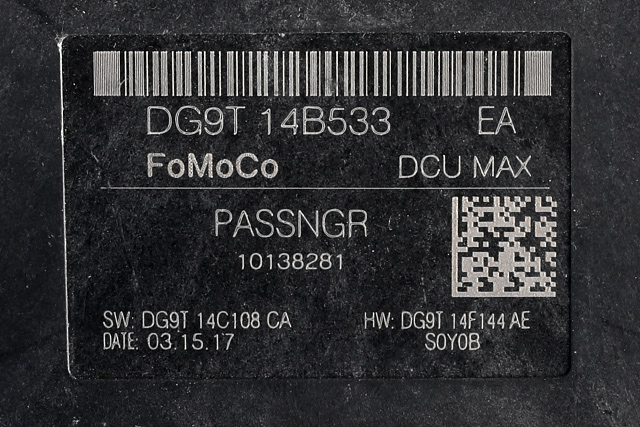 DG9T 14B533 EA
FoMoCo DCU MAX
PASSNGR
10138281
SW: DG9T 14C108 CA HW: DG9T 14F144 AE
DATE: 03.15.17 S0Y0B